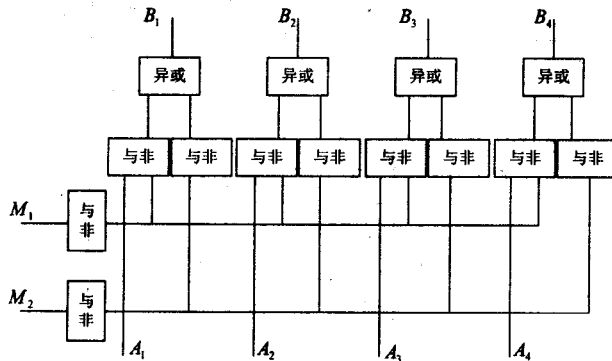 B₁ B₂ B₃ B₄
异或 异或 异或 异或
与非 与非 与非 与非 与非 与非 与非 与非
M₁ 与非
M₂ 与非
A₁ A₂ A₃ A₄